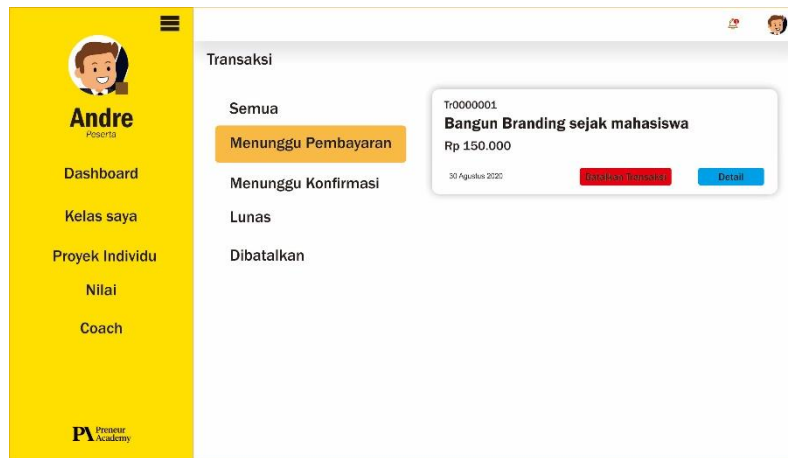 Andre
Peserta
Dashboard
Kelas saya
Proyek Individu
Nilai
Coach
PA Preneur
Academy
Transaksi
Semua
Menunggu Pembayaran
Menunggu Konfirmasi
Lunas
Dibatalkan
Tr0000001
Bangun Branding sejak mahasiswa
Rp 150.000
30 Agustus 2020
Batalkan Transaksi
Detail